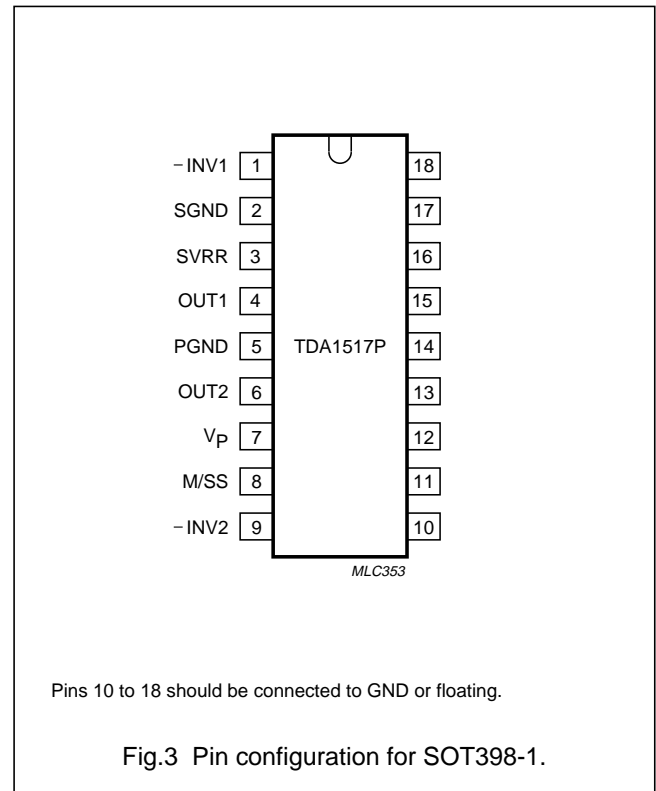 −INV1 1 18
SGND 2 17
SVRR 3 16
OUT1 4 15
PGND 5 TDA1517P 14
OUT2 6 13
VP 7 12
M/SS 8 11
−INV2 9 10
MLC353
Pins 10 to 18 should be connected to GND or floating.
Fig.3 Pin configuration for SOT398-1.